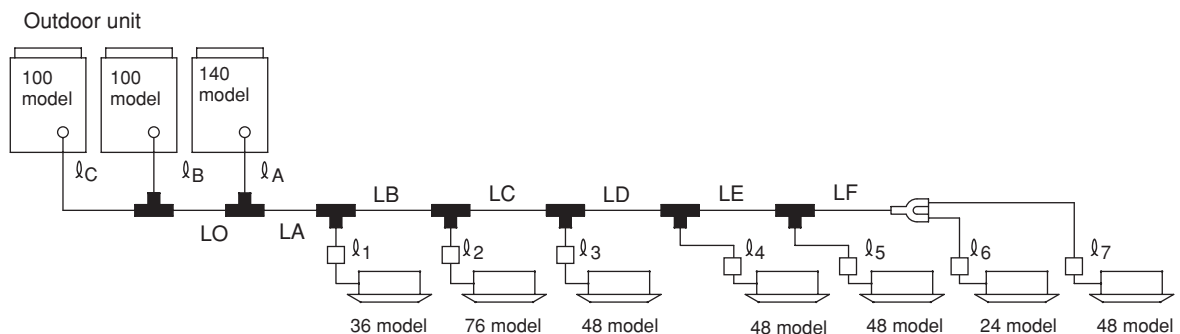 Outdoor unit
100
model
100
model
140
model
ℓC
ℓB
ℓA
LO
LA
LB
LC
LD
LE
LF
ℓ1
ℓ2
ℓ3
ℓ4
ℓ5
ℓ6
ℓ7
36 model
76 model
48 model
48 model
48 model
24 model
48 model